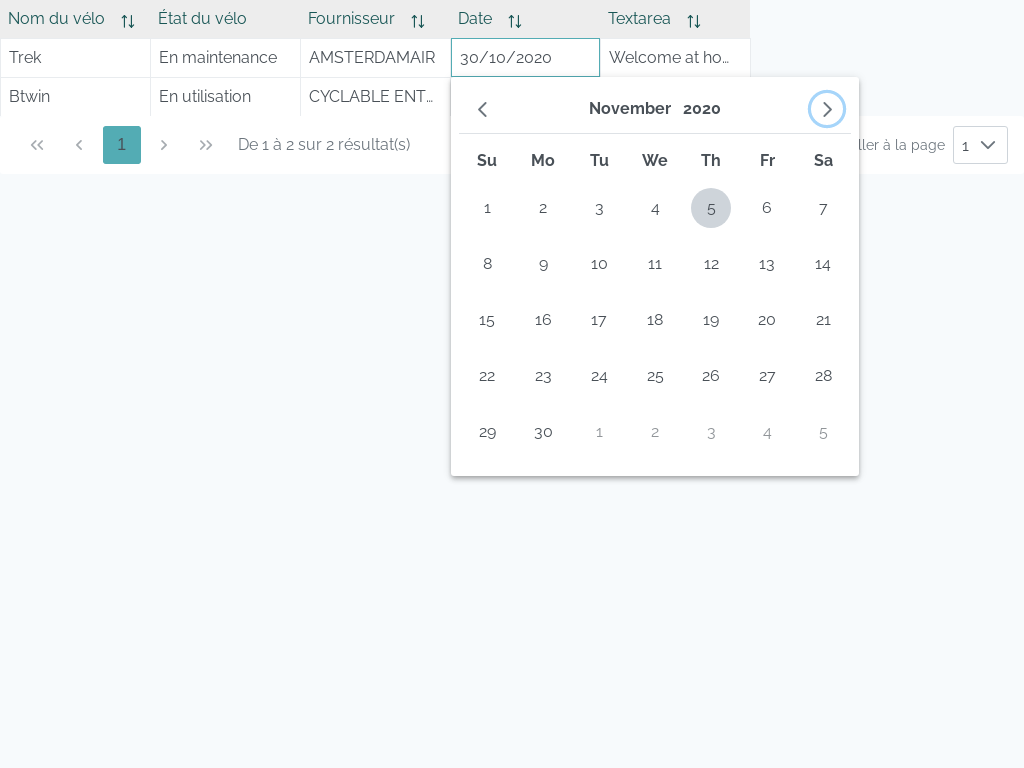 Nom du vélo État du vélo Fournisseur Date Textarea
Trek En maintenance AMSTERDAMAIR 30/10/2020 Welcome at ho...
Btwin En utilisation CYCLABLE ENT...
November 2020
1 De 1 à 2 sur 2 résultat(s) ller à la page 1
Su Mo Tu We Th Fr Sa
1 2 3 4 5 6 7
8 9 10 11 12 13 14
15 16 17 18 19 20 21
22 23 24 25 26 27 28
29 30 1 2 3 4 5